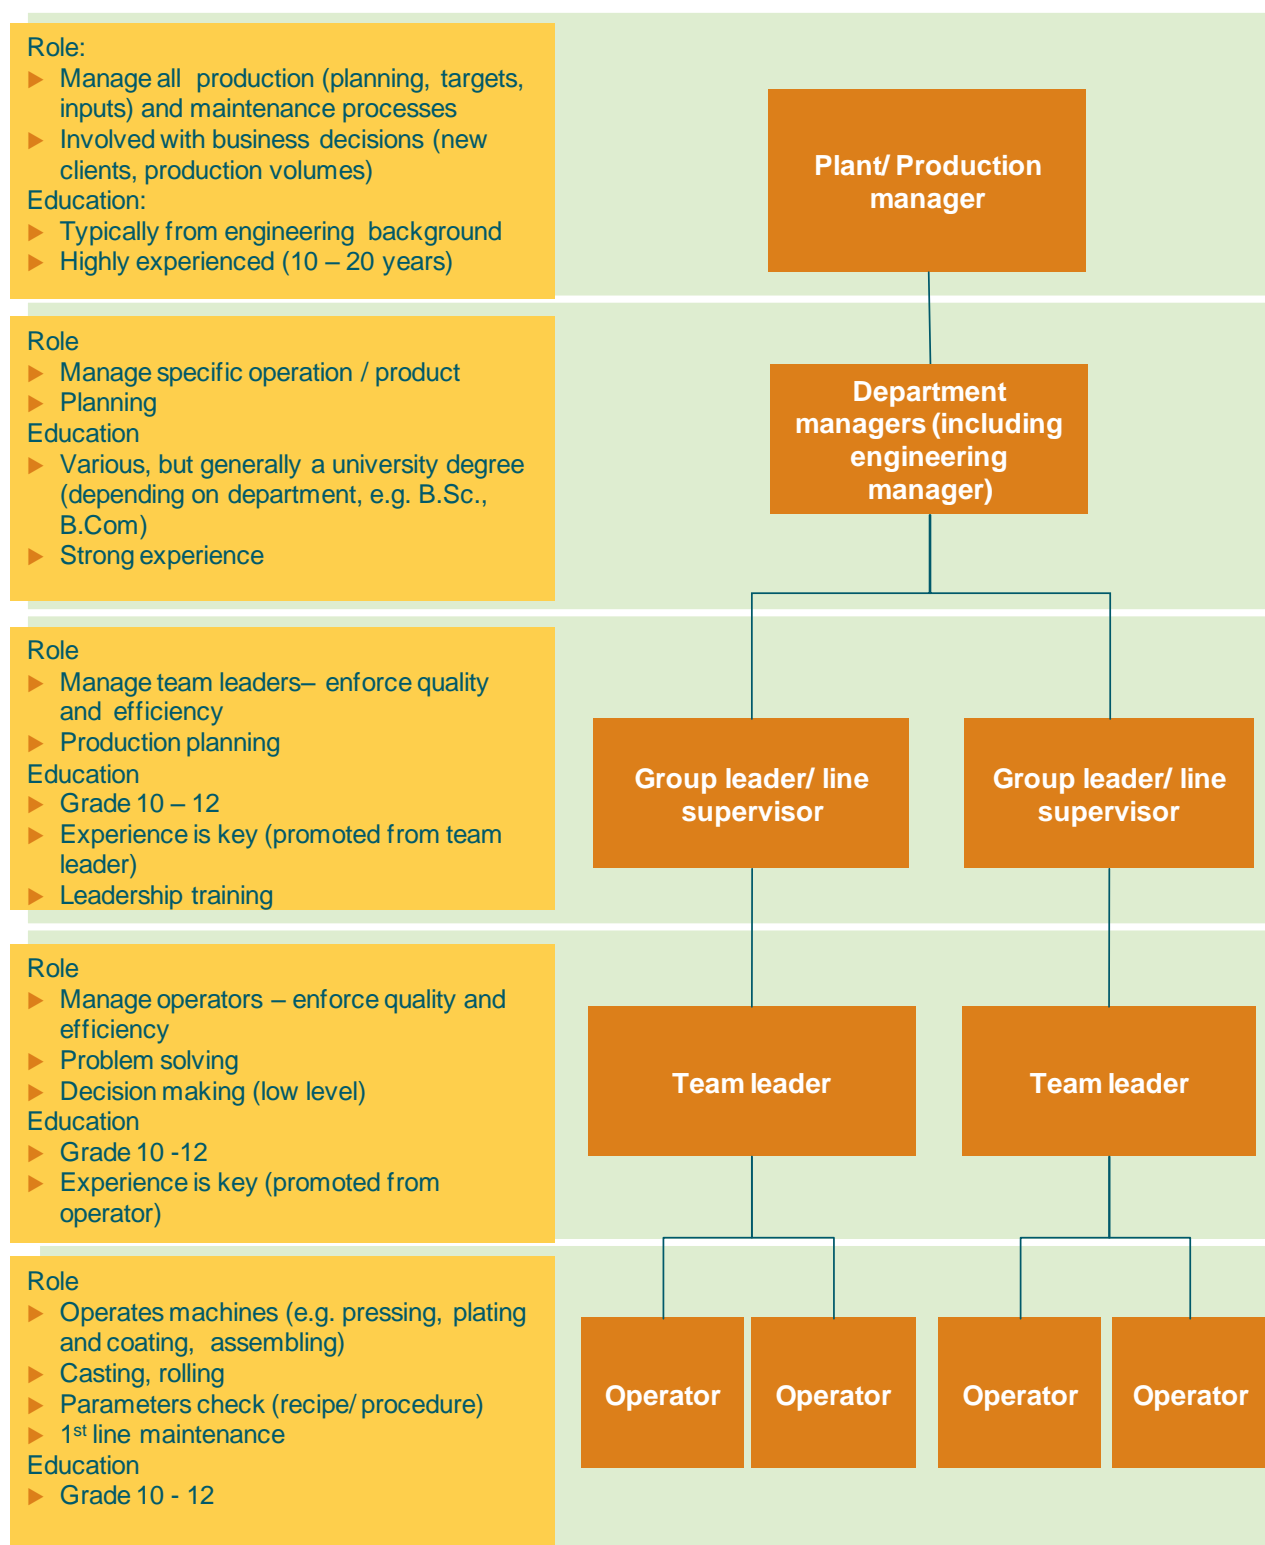 Role:
Manage all production (planning, targets,
inputs) and maintenance processes
Involved with business decisions (new
clients, production volumes)
Education:
Typically from engineering background
Highly experienced (10 – 20 years)
Plant/ Production
manager
Role
Manage specific operation / product
Planning
Education
Various, but generally a university degree
(depending on department, e.g. B.Sc.,
B.Com)
Strong experience
Department
managers (including
engineering
manager)
Role
Manage team leaders– enforce quality
and efficiency
Production planning
Education
Grade 10 – 12
Experience is key (promoted from team
leader)
Leadership training
Group leader/ line
supervisor
Group leader/ line
supervisor
Role
Manage operators – enforce quality and
efficiency
Problem solving
Decision making (low level)
Education
Grade 10 -12
Experience is key (promoted from
operator)
Team leader
Team leader
Role
Operates machines (e.g. pressing, plating
and coating, assembling)
Casting, rolling
Parameters check (recipe/ procedure)
1st line maintenance
Education
Grade 10 - 12
Operator
Operator
Operator
Operator